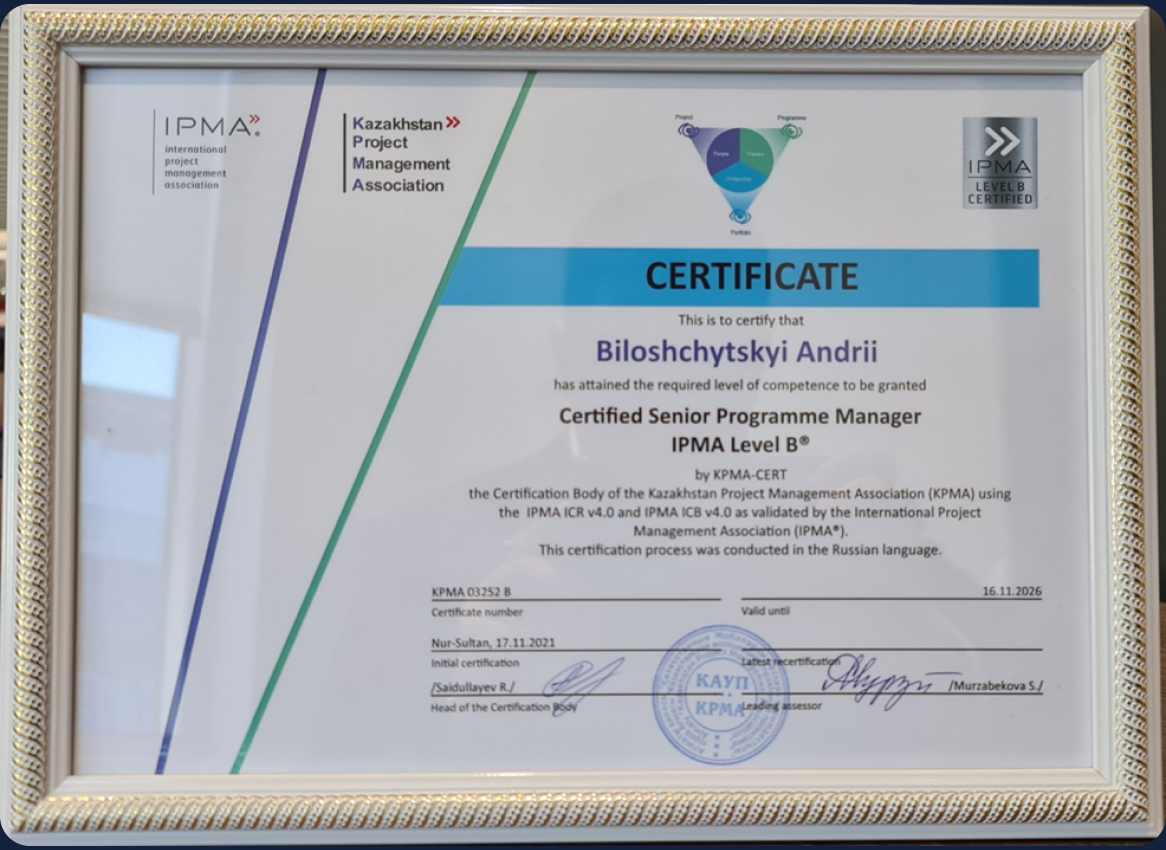 IPMA®
international
project
management
association
Kazakhstan
Project
Management
Association
Project
Programme
People
Practice
Perspective
Portfolio
IPMA
LEVEL B
CERTIFIED
CERTIFICATE
This is to certify that
Biloshchytskyi Andrii
has attained the required level of competence to be granted
Certified Senior Programme Manager
IPMA Level B®
by KPMA-CERT
the Certification Body of the Kazakhstan Project Management Association (KPMA) using
the IPMA ICR v4.0 and IPMA ICB v4.0 as validated by the International Project
Management Association (IPMA®).
This certification process was conducted in the Russian language.
KPMA 03252 B
Certificate number
16.11.2026
Valid until
Nur-Sultan, 17.11.2021
Initial certification
Latest recertification
/Saidullayev R./
Head of the Certification Body
/Murzabekova S./
Leading assessor
КАУП
KPMA